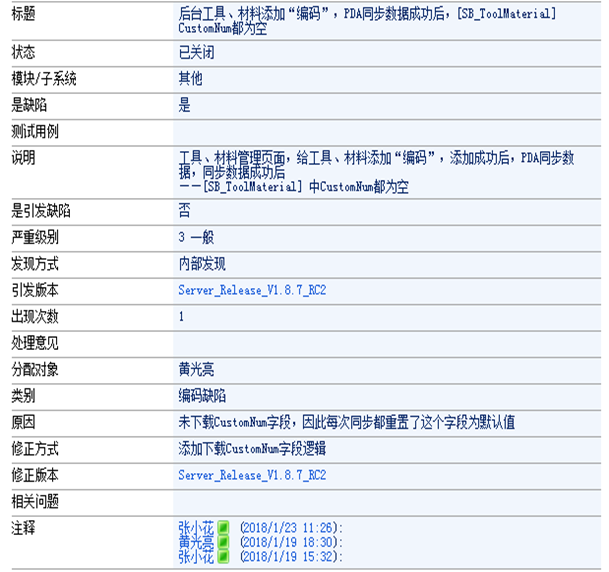 标题 后台工具、材料添加“编码”,PDA同步数据成功后,[SB_ToolMaterial]
CustomNum都为空
状态 已关闭
模块/子系统 其他
是缺陷 是
测试用例
说明 工具、材料管理页面,给工具、材料添加“编码”,添加成功后,PDA同步数
据,同步数据成功后
——[SB_ToolMaterial] 中CustomNum都为空
是引发缺陷 否
严重级别 3 一般
发现方式 内部发现
引发版本 Server_Release_V1.8.7_RC2
出现次数 1
处理意见
分配对象 黄光亮
类别 编码缺陷
原因 未下载CustomNum字段,因此每次同步都重置了这个字段为默认值
修正方式 添加下载CustomNum字段逻辑
修正版本 Server_Release_V1.8.7_RC2
相关问题
注释 张小花 (2018/1/23 11:26):
黄光亮 (2018/1/19 18:30):
张小花 (2018/1/19 15:32):